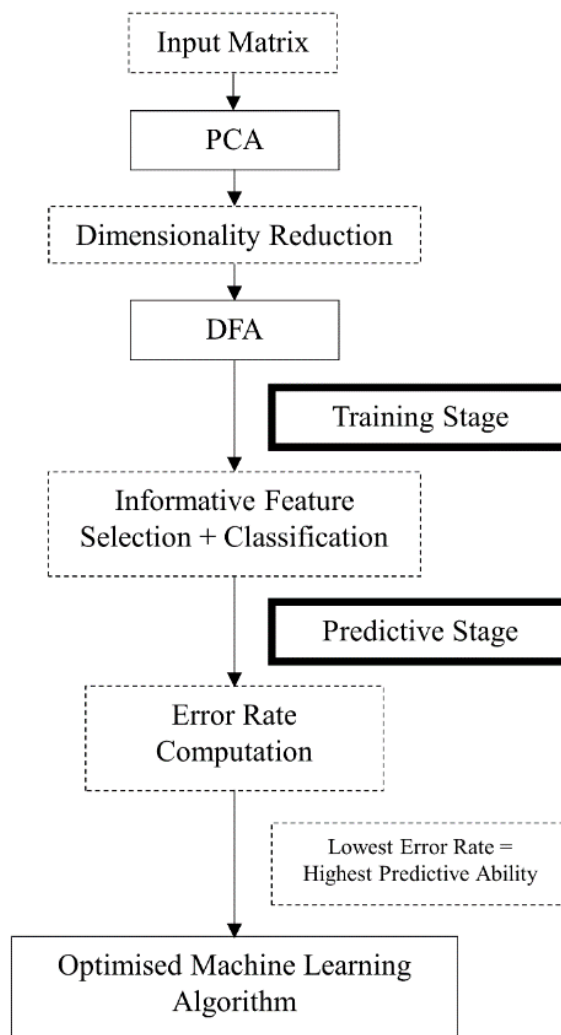 Input Matrix
PCA
Dimensionality Reduction
DFA
Training Stage
Informative Feature
Selection + Classification
Predictive Stage
Error Rate
Computation
Lowest Error Rate =
Highest Predictive Ability
Optimised Machine Learning
Algorithm